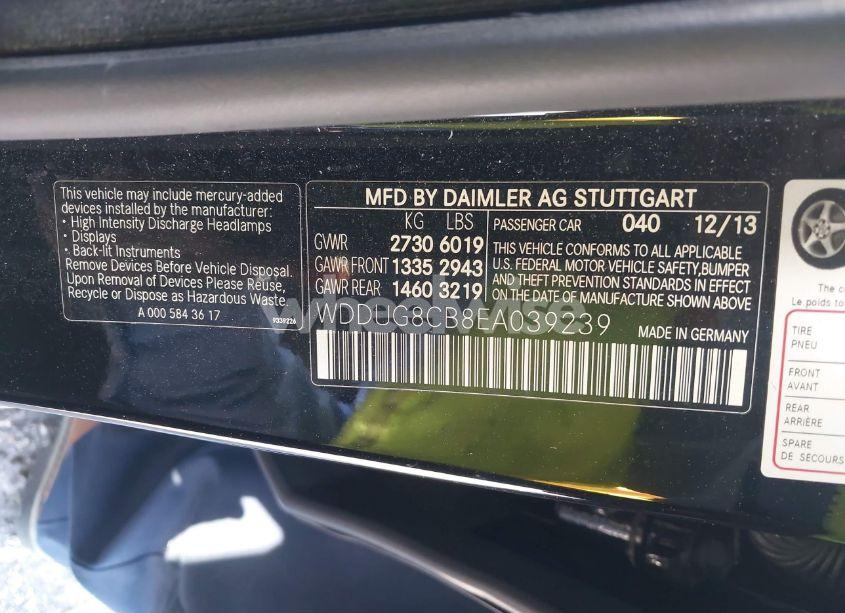 This vehicle may include mercury-added
devices installed by the manufacturer:
· High Intensity Discharge Headlamps
· Displays
· Back-lit Instruments
Remove Devices Before Vehicle Disposal.
Upon Removal of Devices Please Reuse,
Recycle or Dispose as Hazardous Waste.
A 000 584 36 17
9339226
MFD BY DAIMLER AG STUTTGART
KG LBS
GVWR 2730 6019
GAWR FRONT 1335 2943
GAWR REAR 1460 3219
PASSENGER CAR 040 12/13
THIS VEHICLE CONFORMS TO ALL APPLICABLE
U.S. FEDERAL MOTOR VEHICLE SAFETY,BUMPER
AND THEFT PREVENTION STANDARDS IN EFFECT
ON THE DATE OF MANUFACTURE SHOWN ABOVE
WDDUG8CB8EA039239
MADE IN GERMANY
The
Le poids to
TIRE
PNEU
FRONT
AVANT
REAR
ARRIÈRE
SPARE
DE SECOURS